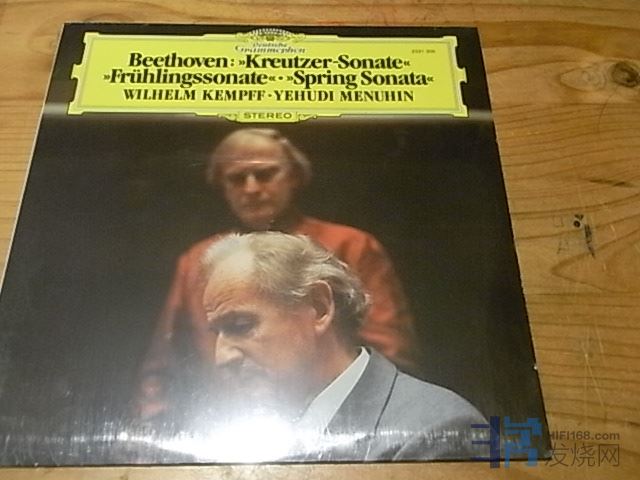 Deutsche
Grammophon
Beethoven: »Kreutzer-Sonate«
»Frühlingssonate«·»Spring Sonata«
WILHELM KEMPFF·YEHUDI MENUHIN
STEREO
HIFI168.com
发烧网